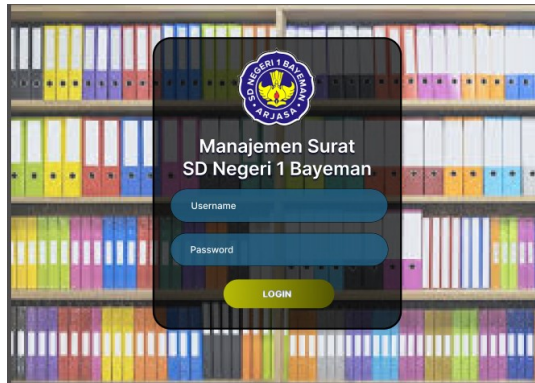 SD NEGERI 1 BAYEMAN
ARJASA
Manajemen Surat
SD Negeri 1 Bayeman
Username
Password
LOGIN